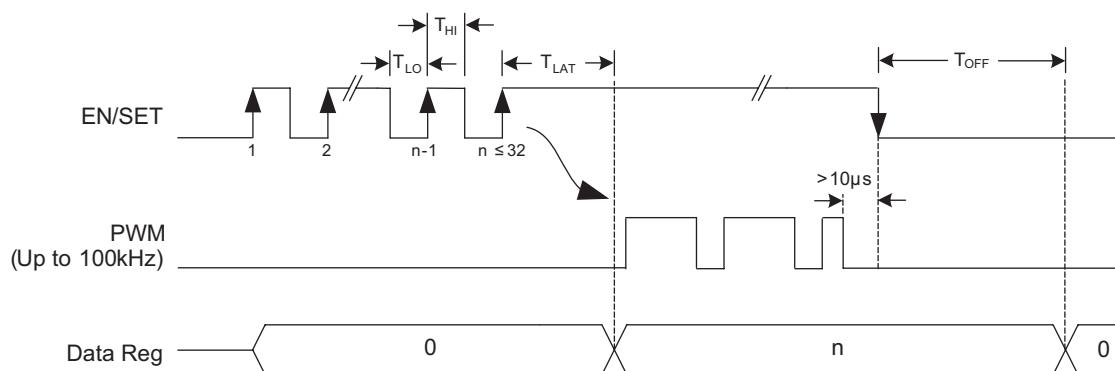 T_HI
T_LO
T_LAT
T_OFF
EN/SET
1
2
n-1
n ≤ 32
>10µs
PWM
(Up to 100kHz)
Data Reg
0
n
0